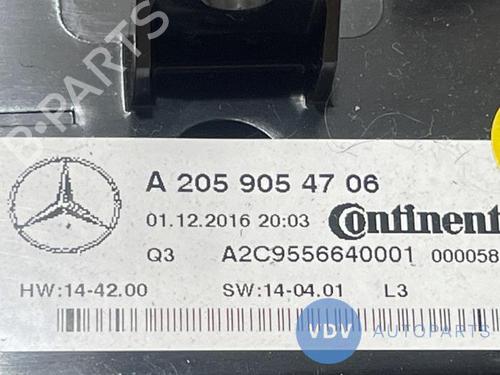 B-PARTS
A 205 905 47 06
01.12.2016 20:03 Continent
Q3 A2C9556640001 000058
HW:14-42.00 SW:14-04.01 L3
VDV AUTOPARTS